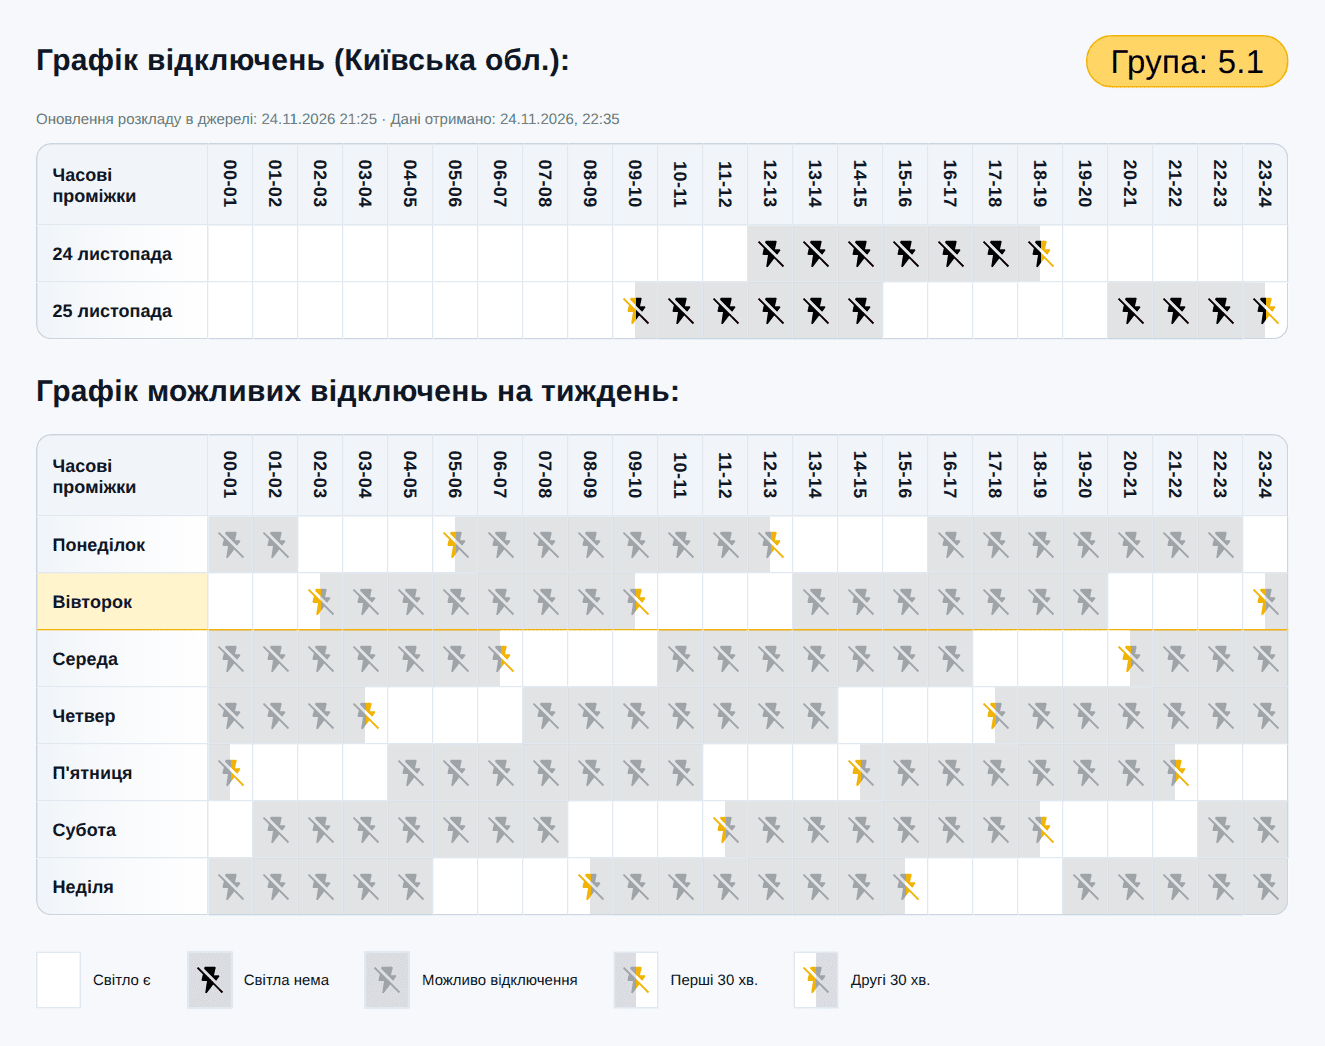 Графік відключень (Київська обл.):
Група: 5.1
Оновлення розкладу в джерелі: 24.11.2026 21:25 · Дані отримано: 24.11.2026, 22:35
Часові
проміжки
00-01 01-02 02-03 03-04 04-05 05-06 06-07 07-08 08-09 09-10 10-11 11-12 12-13 13-14 14-15 15-16 16-17 17-18 18-19 19-20 20-21 21-22 22-23 23-24
24 листопада
25 листопада
Графік можливих відключень на тиждень:
Часові
проміжки
00-01 01-02 02-03 03-04 04-05 05-06 06-07 07-08 08-09 09-10 10-11 11-12 12-13 13-14 14-15 15-16 16-17 17-18 18-19 19-20 20-21 21-22 22-23 23-24
Понеділок
Вівторок
Середа
Четвер
П'ятниця
Субота
Неділя
Світло є
Світла нема
Можливо відключення
Перші 30 хв.
Другі 30 хв.